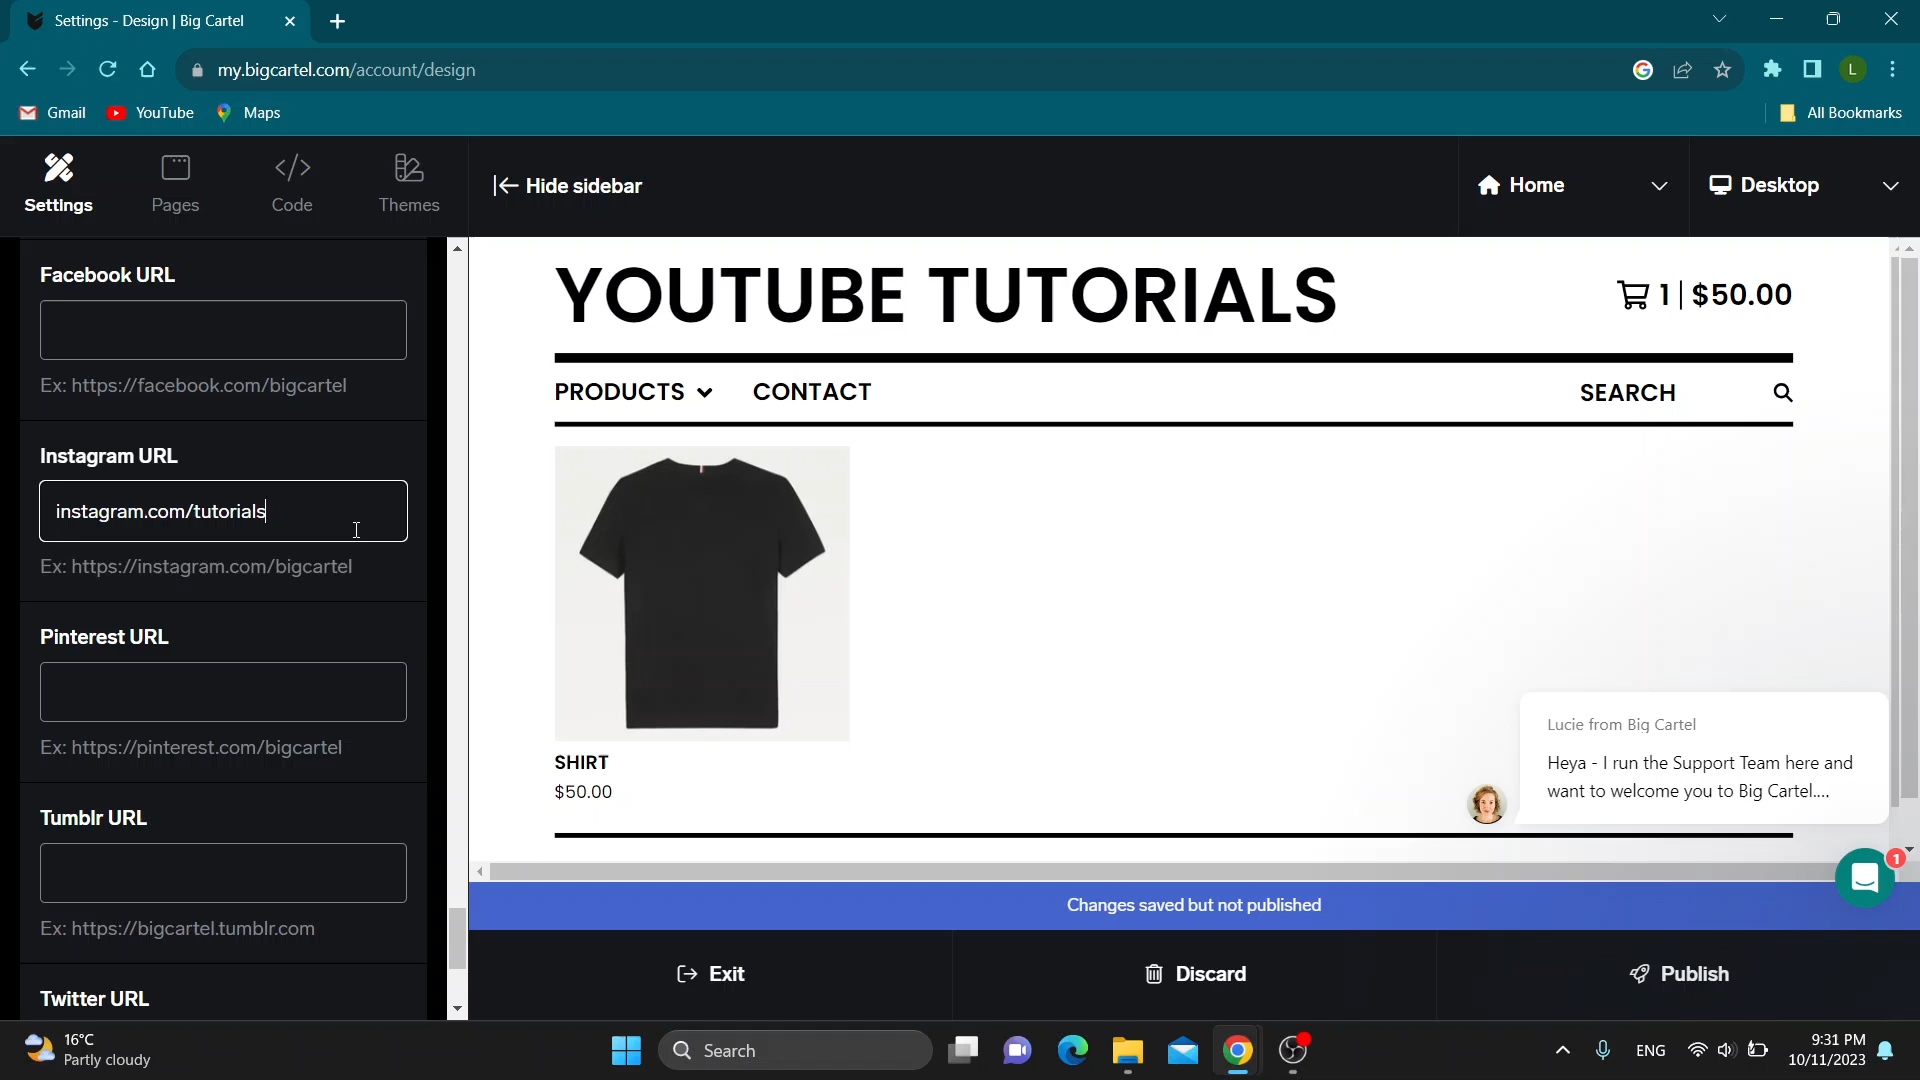 Settings - Design | Big Cartel
my.bigcartel.com/account/design
L
Gmail
YouTube
Maps
All Bookmarks
Settings
Pages
Code
Themes
Hide sidebar
Home
Desktop
Facebook URL
Ex: https://facebook.com/bigcartel
Instagram URL
instagram.com/tutorials
Ex: https://instagram.com/bigcartel
Pinterest URL
Ex: https://pinterest.com/bigcartel
Tumblr URL
Ex: https://bigcartel.tumblr.com
Twitter URL
YOUTUBE TUTORIALS
1 | $50.00
PRODUCTS
CONTACT
SEARCH
SHIRT
$50.00
Lucie from Big Cartel
Heya - I run the Support Team here and
want to welcome you to Big Cartel....
1
Changes saved but not published
Exit
Discard
Publish
16°C
Partly cloudy
Search
ENG
9:31 PM
10/11/2023